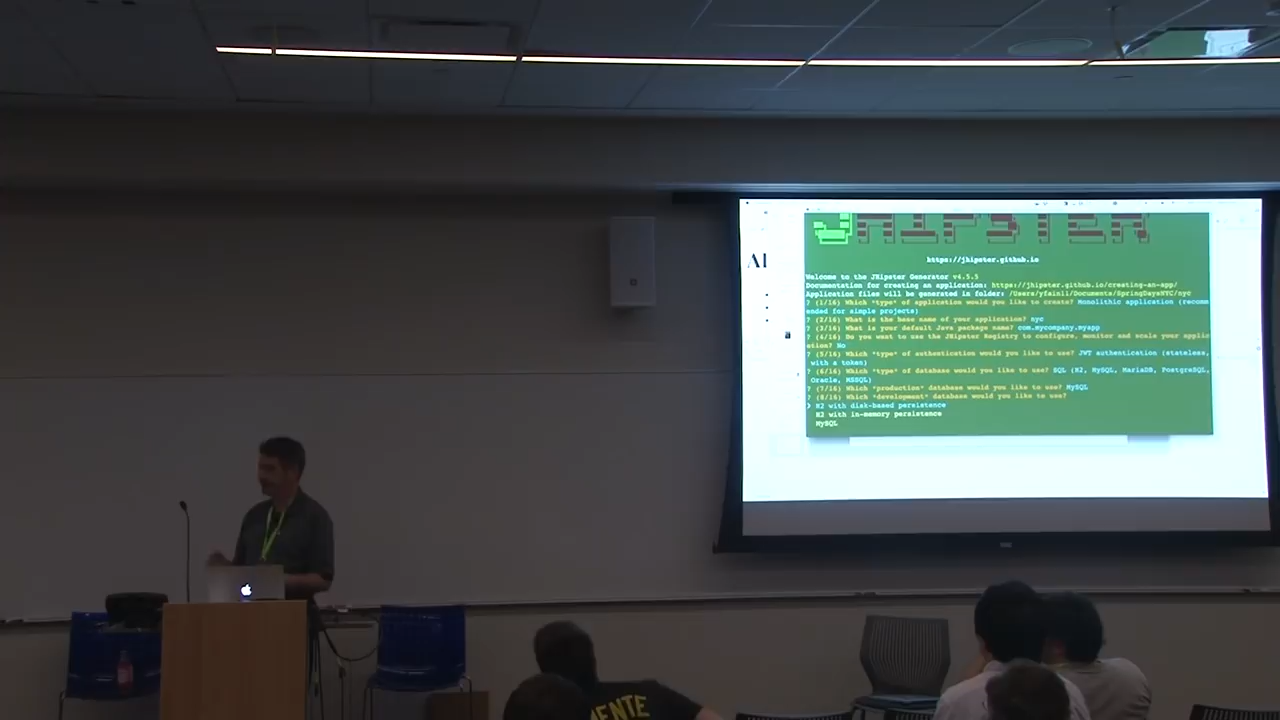 JHIPSTER
https://jhipster.github.io
AI
Welcome to the JHipster Generator v4.5.5
Documentation for creating an application: https://jhipster.github.io/creating-an-app/
Application files will be generated in folder: /Users/yfainli/Documents/SpringDaysNYC/nyc
? (1/16) Which *type* of application would you like to create? Monolithic application (recom
ended for simple projects)
? (2/16) What is the base name of your application? nyc
? (3/16) What is your default Java package name? com.mycompany.myapp
? (4/16) Do you want to use the JHipster Registry to configure, monitor and scale your applic
ation? No
? (5/16) Which *type* of authentication would you like to use? JWT authentication (stateless,
with a token)
? (6/16) Which *type* of database would you like to use? SQL (H2, MySQL, MariaDB, PostgreSQL,
Oracle, MSSQL)
? (7/16) Which *production* database would you like to use? MySQL
? (8/16) Which *development* database would you like to use?
❯ H2 with disk-based persistence
H2 with in-memory persistence
MySQL
MENTE